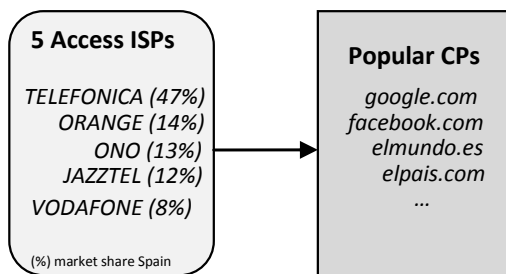 5 Access ISPs
TELEFONICA (47%)
ORANGE (14%)
ONO (13%)
JAZZTEL (12%)
VODAFONE (8%)
(%) market share Spain
Popular CPs
google.com
facebook.com
elmundo.es
elpais.com
...